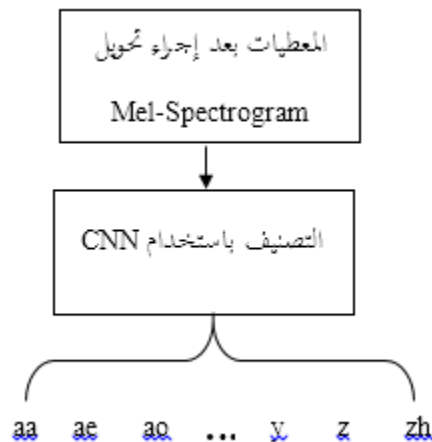 المعطيات بعد إجراء تحويل
Mel-Spectrogram
التصنيف باستخدام CNN
aa ae ao ... y z zh